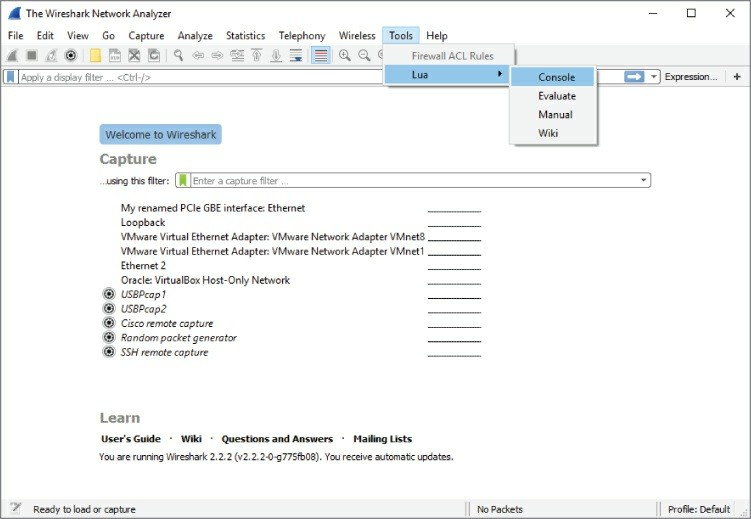 The Wireshark Network Analyzer
File Edit View Go Capture Analyze Statistics Telephony Wireless Tools Help
Firewall ACL Rules
Lua
Console
Evaluate
Manual
Wiki
Apply a display filter ... <Ctrl-/>
Expression... +
Welcome to Wireshark
Capture
...using this filter: Enter a capture filter ...
My renamed PCIe GBE interface: Ethernet
Loopback
VMware Virtual Ethernet Adapter: VMware Network Adapter VMnet8
VMware Virtual Ethernet Adapter: VMware Network Adapter VMnet1
Ethernet 2
Oracle: VirtualBox Host-Only Network
USBPcap1
USBPcap2
Cisco remote capture
Random packet generator
SSH remote capture
Learn
User's Guide · Wiki · Questions and Answers · Mailing Lists
You are running Wireshark 2.2.2 (v2.2.2-0-g775fb08). You receive automatic updates.
Ready to load or capture No Packets Profile: Default